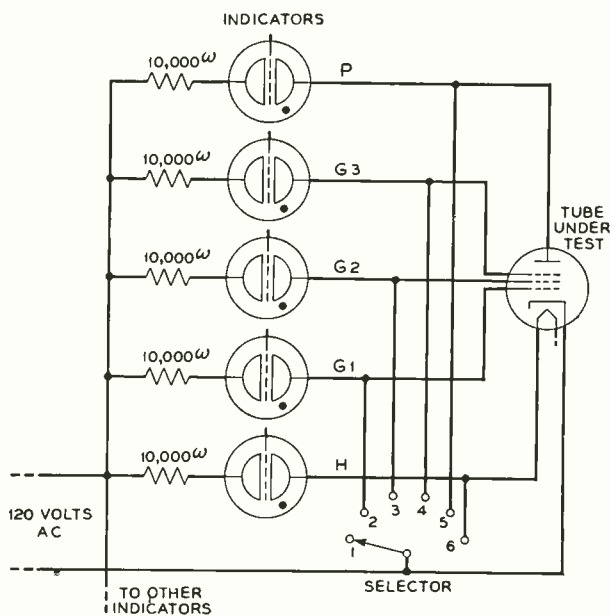 INDICATORS
10,000ω
P
10,000ω
G3
TUBE
UNDER
TEST
10,000ω
G2
10,000ω
G1
10,000ω
H
120 VOLTS
AC
1
2
3
4
5
6
SELECTOR
TO OTHER
INDICATORS